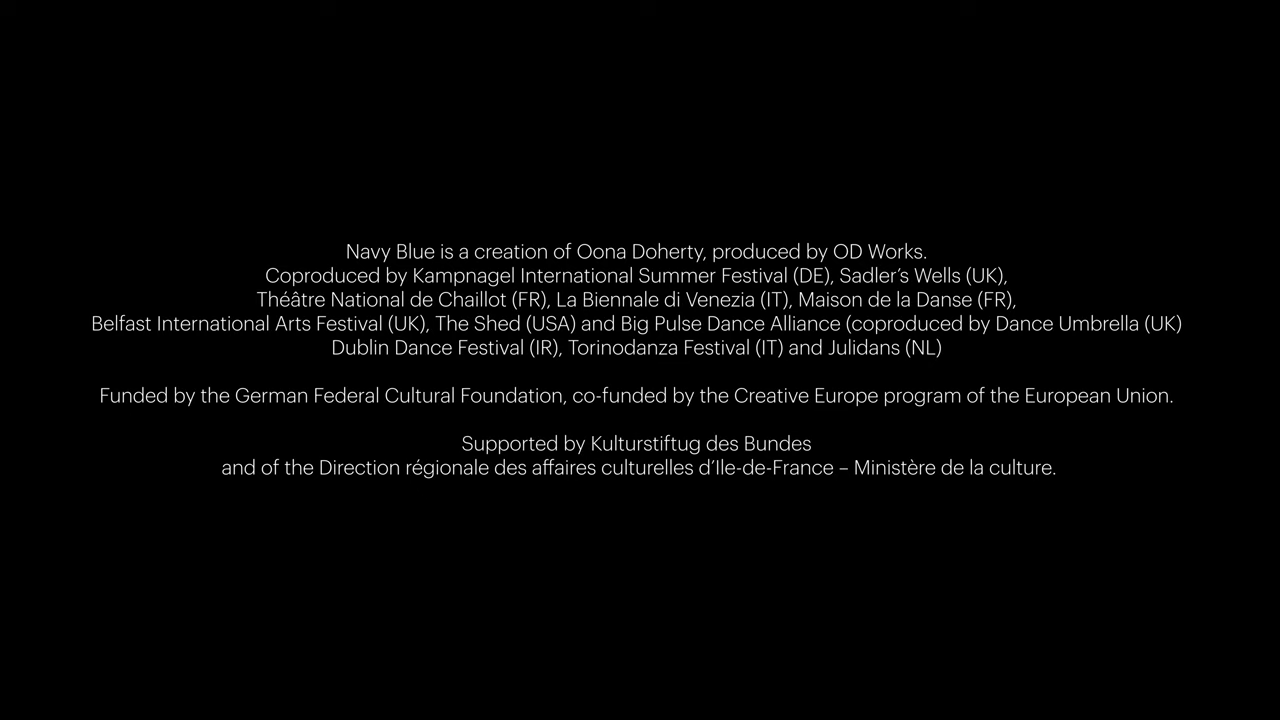 Navy Blue is a creation of Oona Doherty, produced by OD Works.
Coproduced by Kampnagel International Summer Festival (DE), Sadler’s Wells (UK),
Théâtre National de Chaillot (FR), La Biennale di Venezia (IT), Maison de la Danse (FR),
Belfast International Arts Festival (UK), The Shed (USA) and Big Pulse Dance Alliance (coproduced by Dance Umbrella (UK)
Dublin Dance Festival (IR), Torinodanza Festival (IT) and Julidans (NL)
Funded by the German Federal Cultural Foundation, co-funded by the Creative Europe program of the European Union.
Supported by Kulturstiftug des Bundes
and of the Direction régionale des affaires culturelles d’Ile-de-France – Ministère de la culture.